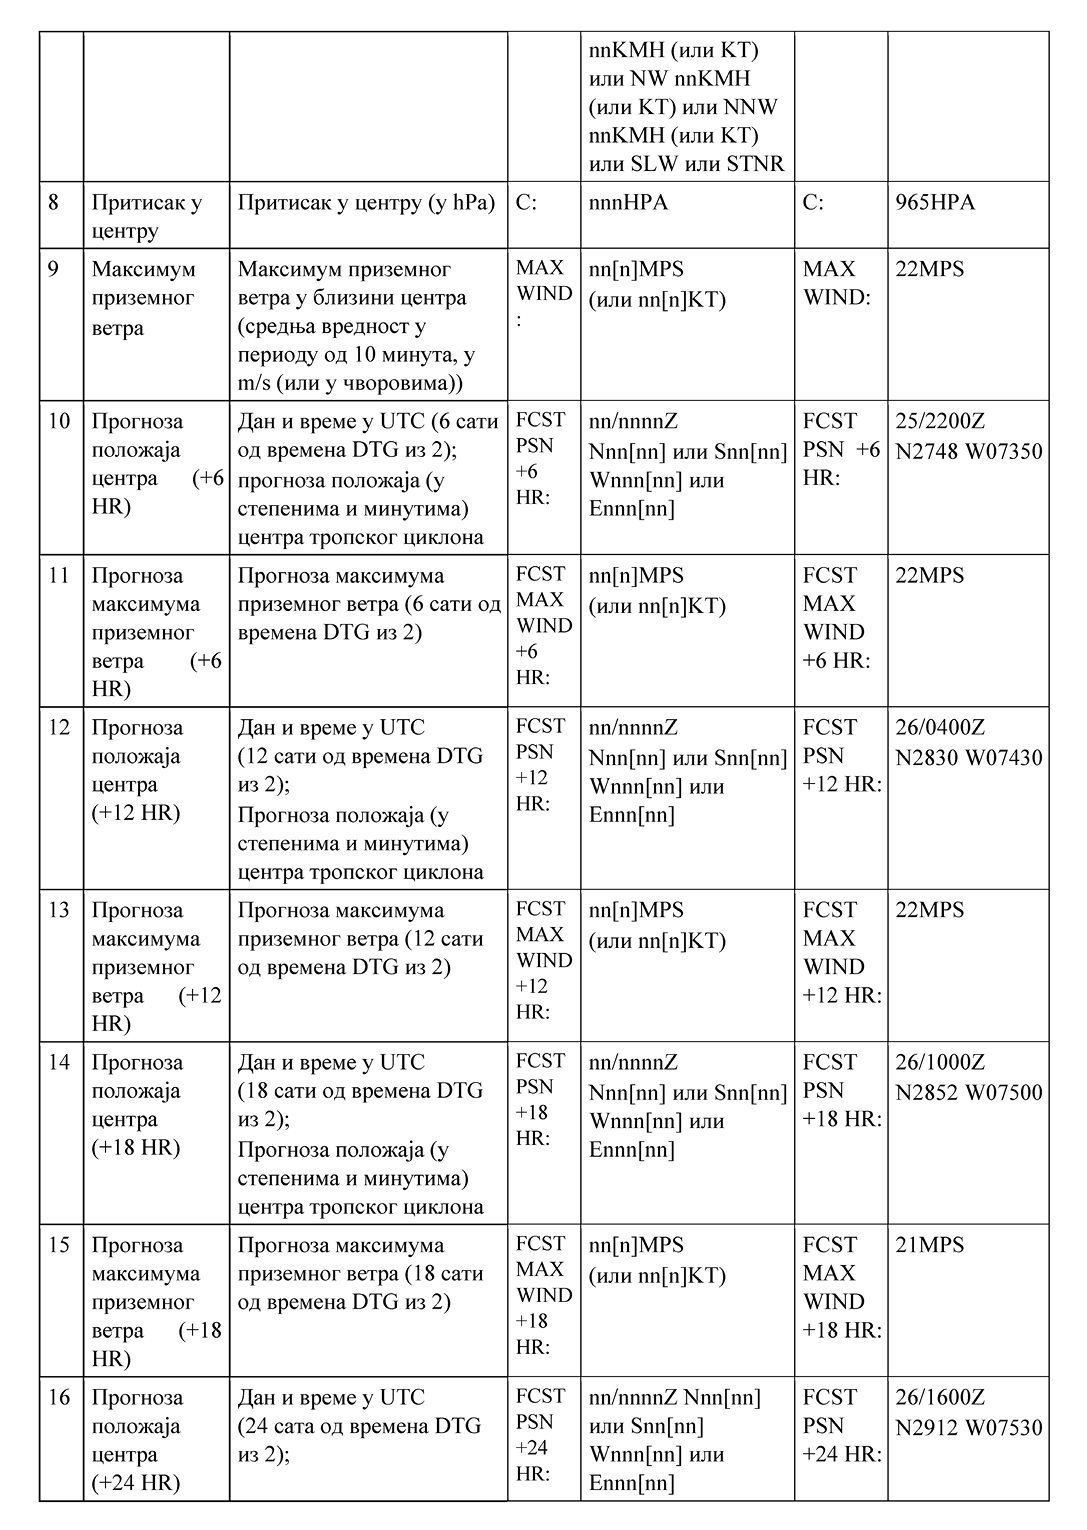 nnKMH (или KT)
или NW nnKMH
(или KT) или NNW
nnKMH (или KT)
или SLW или STNR
8
Притисак у
центру
Притисак у центру (у hPa)
C:
nnnHPA
C:
965HPA
9
Максимум
приземног
ветра
Максимум приземног
ветра у близини центра
(средња вредност у
периоду од 10 минута, у
m/s (или у чворовима))
MAX
WIND
:
nn[n]MPS
(или nn[n]KT)
MAX
WIND:
22MPS
10
Прогноза
положаја
центра (+6
HR)
Дан и време у UTC (6 сати
од времена DTG из 2);
прогноза положаја (у
степенима и минутима)
центра тропског циклона
FCST
PSN
+6
HR:
nn/nnnnZ
Nnn[nn] или Snn[nn]
Wnnn[nn] или
Ennn[nn]
FCST
PSN +6
HR:
25/2200Z
N2748 W07350
11
Прогноза
максимума
приземног
ветра (+6
HR)
Прогноза максимума
приземног ветра (6 сати од
времена DTG из 2)
FCST
MAX
WIND
+6
HR:
nn[n]MPS
(или nn[n]KT)
FCST
MAX
WIND
+6 HR:
22MPS
12
Прогноза
положаја
центра
(+12 HR)
Дан и време у UTC
(12 сати од времена DTG
из 2);
Прогноза положаја (у
степенима и минутима)
центра тропског циклона
FCST
PSN
+12
HR:
nn/nnnnZ
Nnn[nn] или Snn[nn]
Wnnn[nn] или
Ennn[nn]
FCST
PSN
+12 HR:
26/0400Z
N2830 W07430
13
Прогноза
максимума
приземног
ветра (+12
HR)
Прогноза максимума
приземног ветра (12 сати
од времена DTG из 2)
FCST
MAX
WIND
+12
HR:
nn[n]MPS
(или nn[n]KT)
FCST
MAX
WIND
+12 HR:
22MPS
14
Прогноза
положаја
центра
(+18 HR)
Дан и време у UTC
(18 сати од времена DTG
из 2);
Прогноза положаја (у
степенима и минутима)
центра тропског циклона
FCST
PSN
+18
HR:
nn/nnnnZ
Nnn[nn] или Snn[nn]
Wnnn[nn] или
Ennn[nn]
FCST
PSN
+18 HR:
26/1000Z
N2852 W07500
15
Прогноза
максимума
приземног
ветра (+18
HR)
Прогноза максимума
приземног ветра (18 сати
од времена DTG из 2)
FCST
MAX
WIND
+18
HR:
nn[n]MPS
(или nn[n]KT)
FCST
MAX
WIND
+18 HR:
21MPS
16
Прогноза
положаја
центра
(+24 HR)
Дан и време у UTC
(24 сата од времена DTG
из 2);
FCST
PSN
+24
HR:
nn/nnnnZ Nnn[nn]
или Snn[nn]
Wnnn[nn] или
Ennn[nn]
FCST
PSN
+24 HR:
26/1600Z
N2912 W07530